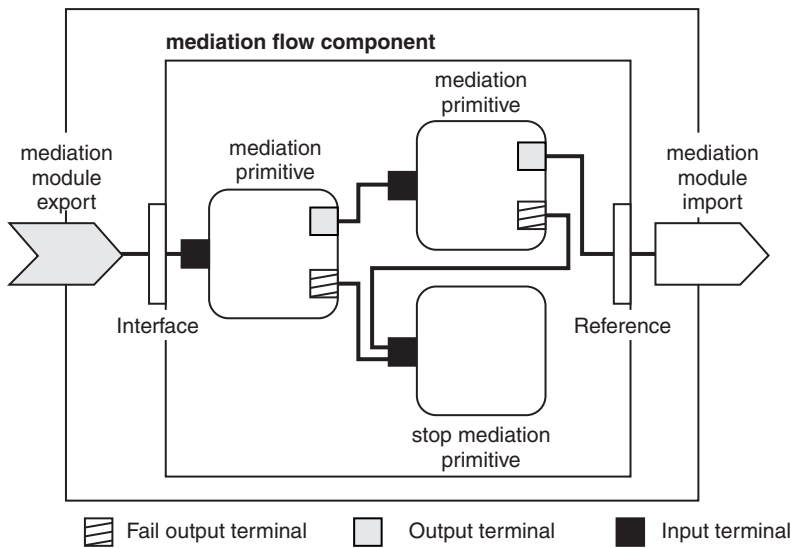 mediation flow component
mediation
primitive
mediation
module
export
mediation
primitive
mediation
module
import
Interface
Reference
stop mediation
primitive
Fail output terminal
Output terminal
Input terminal